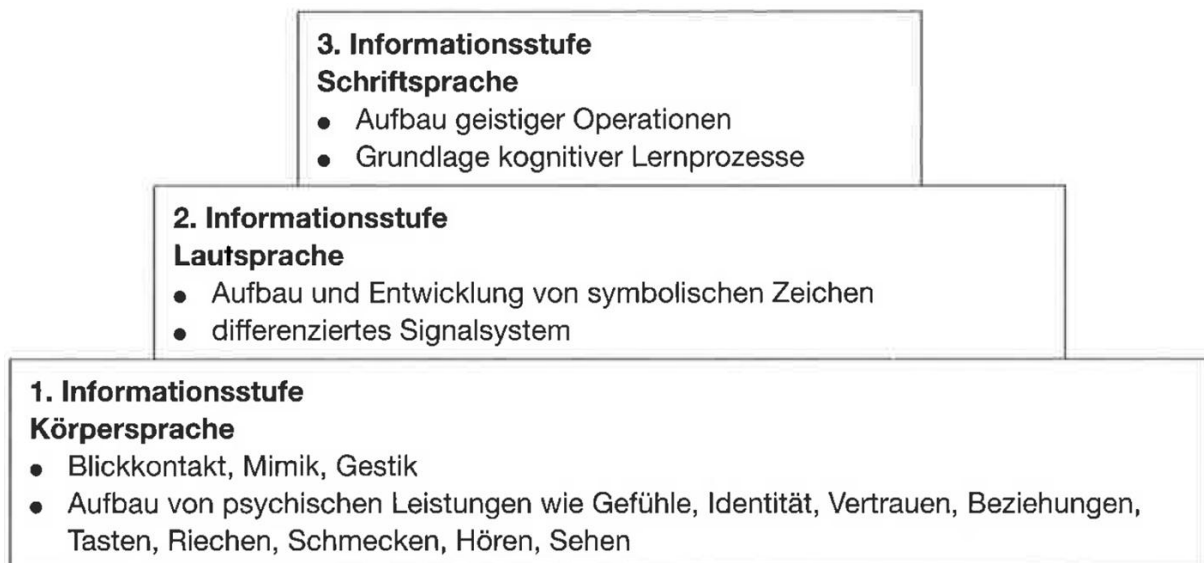 3. Informationsstufe
Schriftsprache
● Aufbau geistiger Operationen
● Grundlage kognitiver Lernprozesse
2. Informationsstufe
Lautsprache
● Aufbau und Entwicklung von symbolischen Zeichen
● differenziertes Signalsystem
1. Informationsstufe
Körpersprache
● Blickkontakt, Mimik, Gestik
● Aufbau von psychischen Leistungen wie Gefühle, Identität, Vertrauen, Beziehungen,
Tasten, Riechen, Schmecken, Hören, Sehen